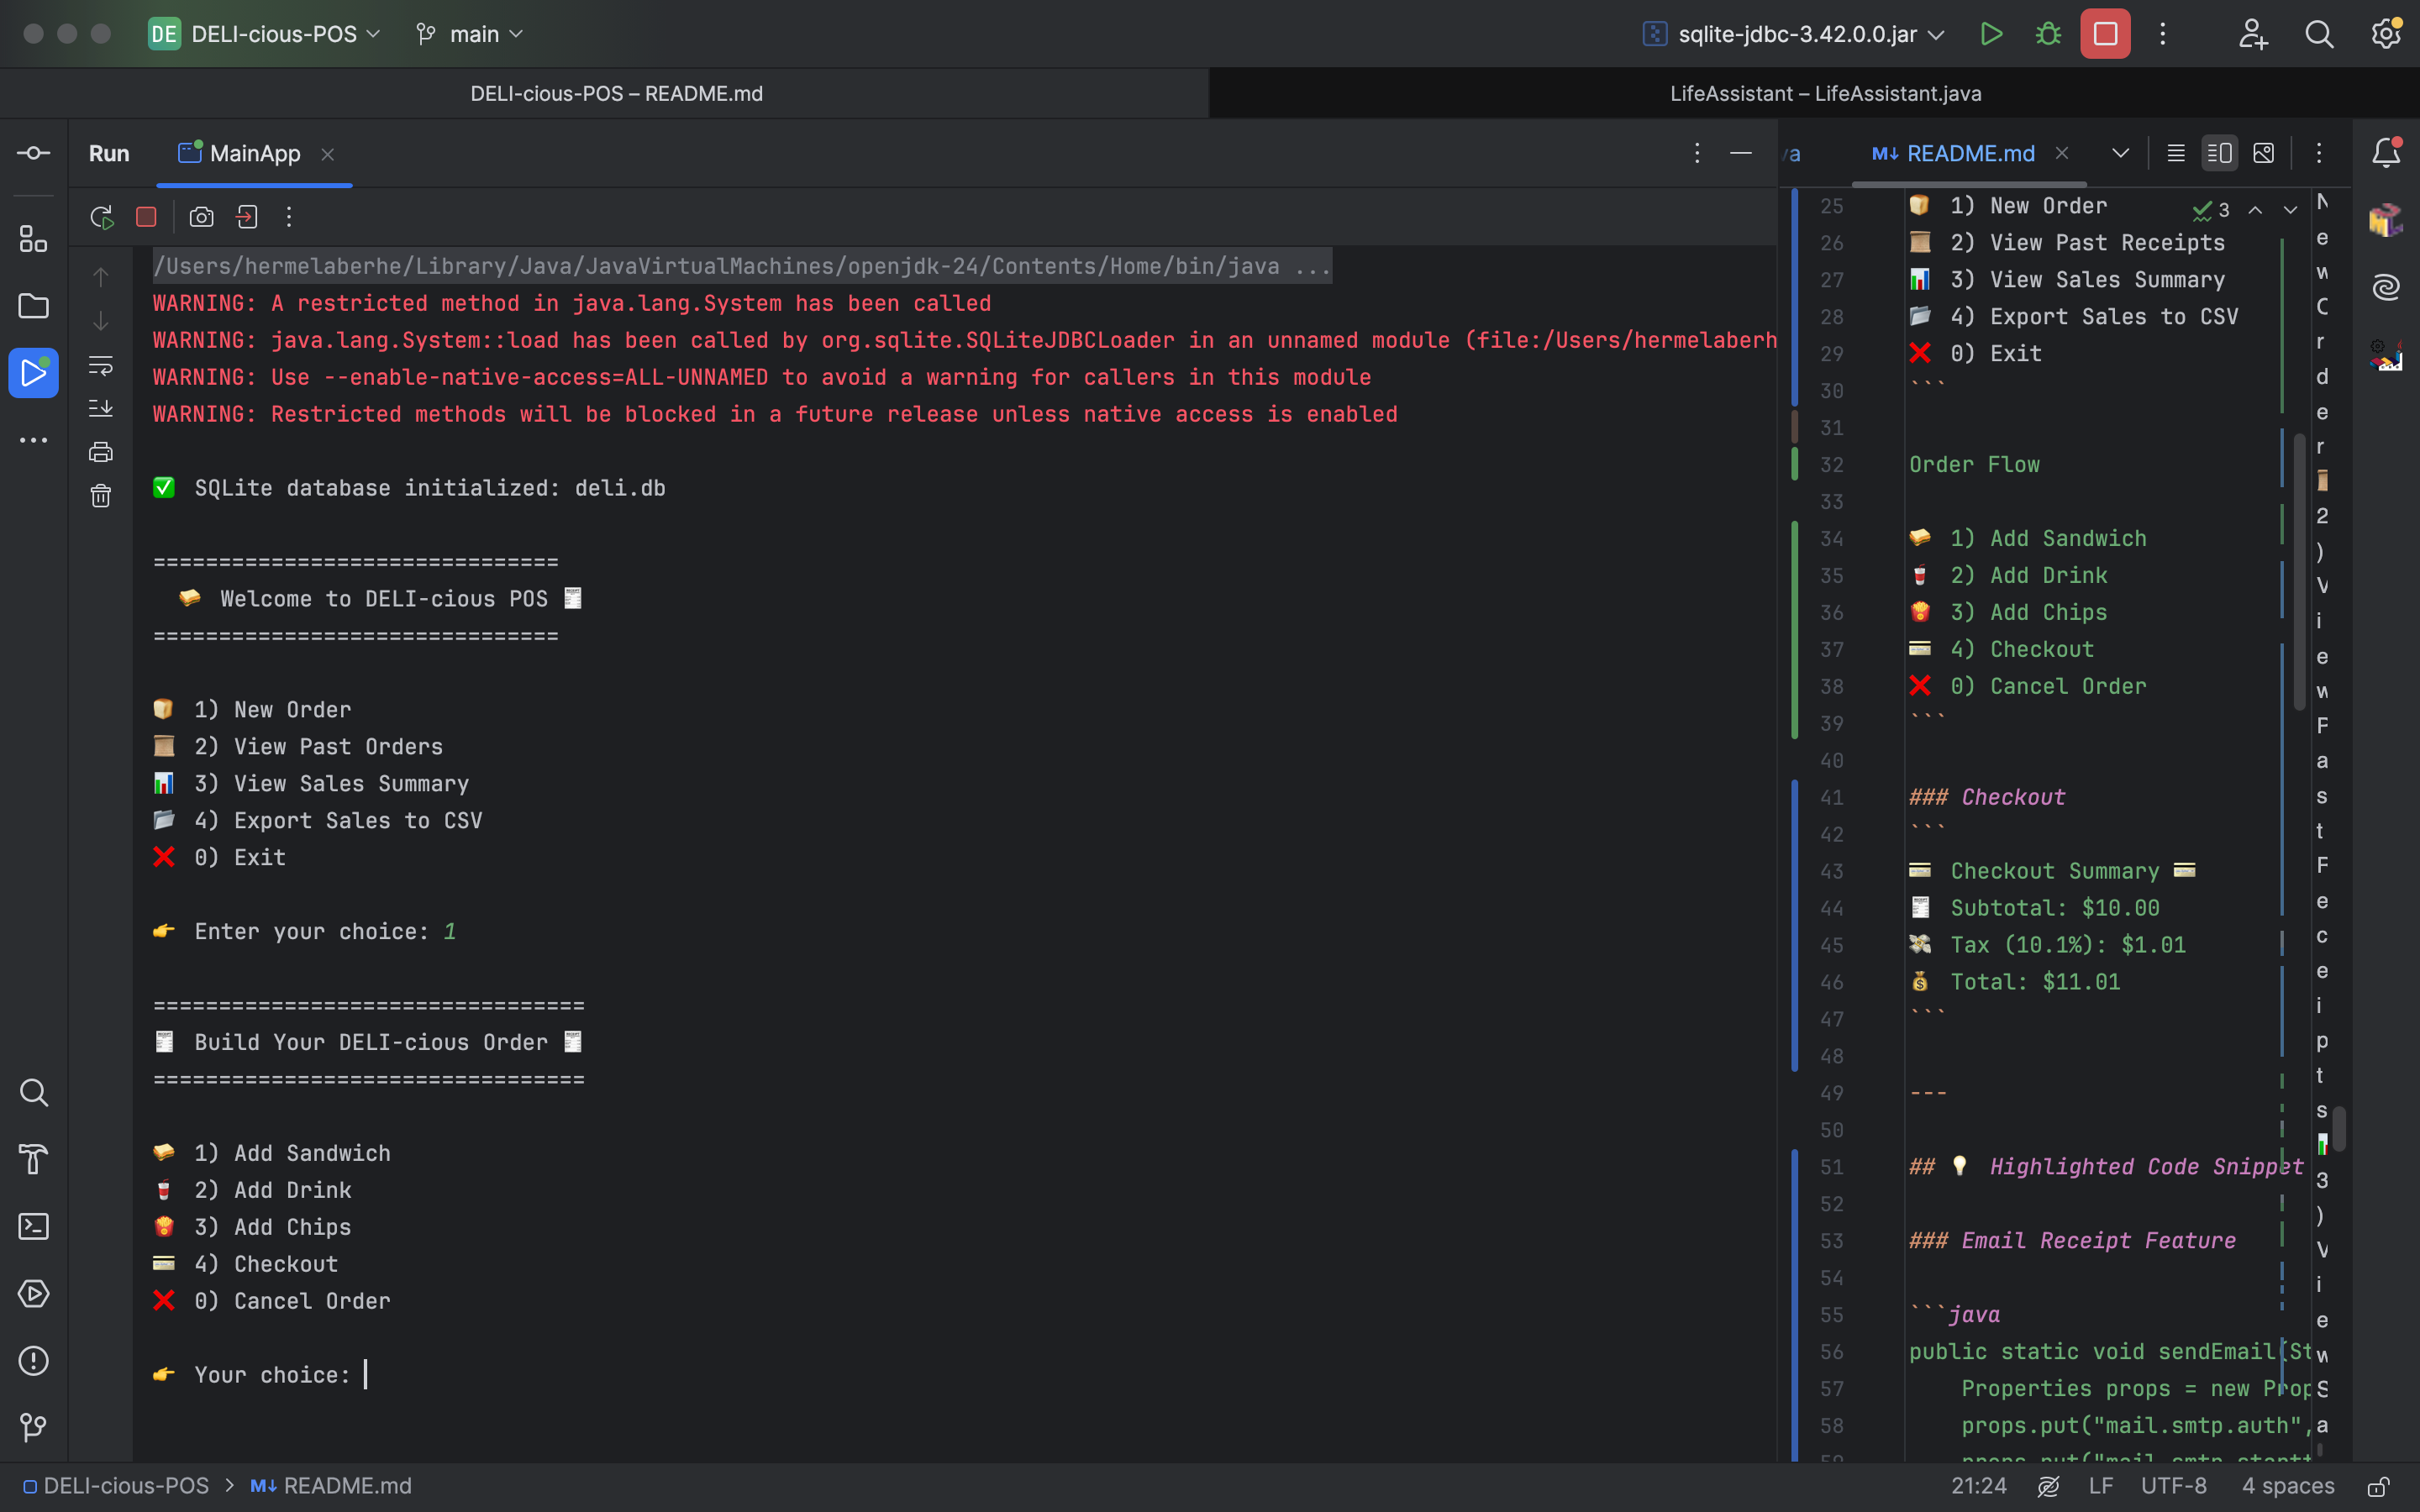 DE DELI-cious-POS main sqlite-jdbc-3.42.0.0.jar
DELI-cious-POS – README.md LifeAssistant – LifeAssistant.java
Run MainApp
/Users/hermelaberhe/Library/Java/JavaVirtualMachines/openjdk-24/Contents/Home/bin/java ...
WARNING: A restricted method in java.lang.System has been called
WARNING: java.lang.System::load has been called by org.sqlite.SQLiteJDBCLoader in an unnamed module (file:/Users/hermelaberh
WARNING: Use --enable-native-access=ALL-UNNAMED to avoid a warning for callers in this module
WARNING: Restricted methods will be blocked in a future release unless native access is enabled
✅ SQLite database initialized: deli.db
===============================
🥪 Welcome to DELI-cious POS 🧾
===============================
🍞 1) New Order
📜 2) View Past Orders
📊 3) View Sales Summary
📂 4) Export Sales to CSV
❌ 0) Exit
👉 Enter your choice: 1
=================================
🧾 Build Your DELI-cious Order 🧾
=================================
🥪 1) Add Sandwich
🥤 2) Add Drink
🍟 3) Add Chips
💳 4) Checkout
❌ 0) Cancel Order
👉 Your choice:
a README.md
3
25 🍞 1) New Order
26 📜 2) View Past Receipts
27 📊 3) View Sales Summary
28 📂 4) Export Sales to CSV
29 ❌ 0) Exit
30 ```
31
32 Order Flow
33
34 🥪 1) Add Sandwich
35 🥤 2) Add Drink
36 🍟 3) Add Chips
37 💳 4) Checkout
38 ❌ 0) Cancel Order
39 ```
40
41 ### Checkout
42 ```
43 💳 Checkout Summary 💳
44 🧾 Subtotal: $10.00
45 💸 Tax (10.1%): $1.01
46 💰 Total: $11.01
47 ```
48
49 ---
50
51 ## 💡 Highlighted Code Snippet
52
53 ### Email Receipt Feature
54
55 ```java
56 public static void sendEmail(St
57 Properties props = new Prop
58 props.put("mail.smtp.auth",
DELI-cious-POS > README.md
21:24 LF UTF-8 4 spaces